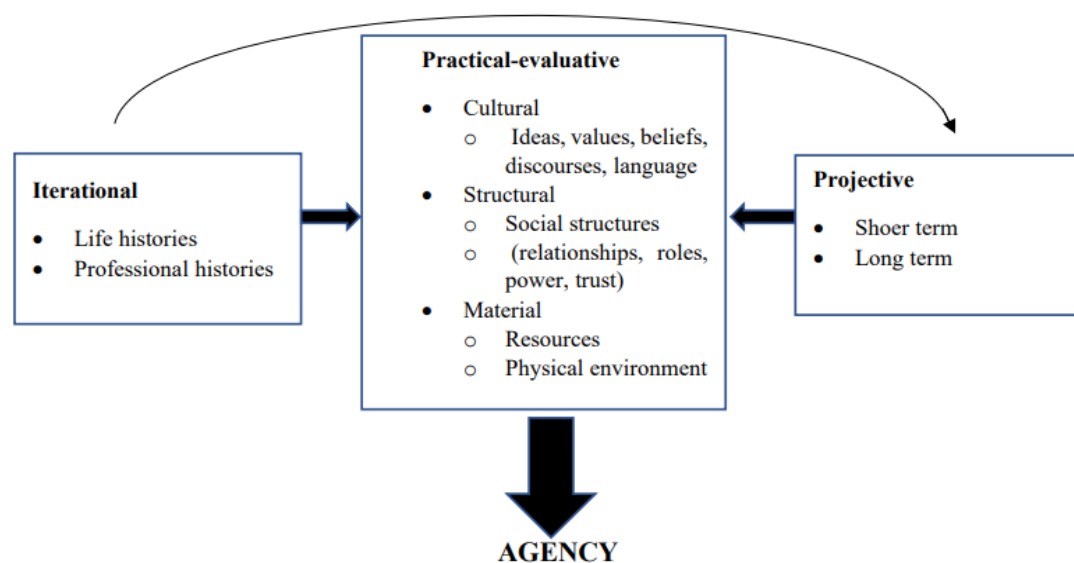 Practical-evaluative
• Cultural
o Ideas, values, beliefs,
discourses, language
• Structural
o Social structures
o (relationships, roles,
power, trust)
• Material
o Resources
o Physical environment
Iterational
• Life histories
• Professional histories
Projective
• Shoer term
• Long term
AGENCY